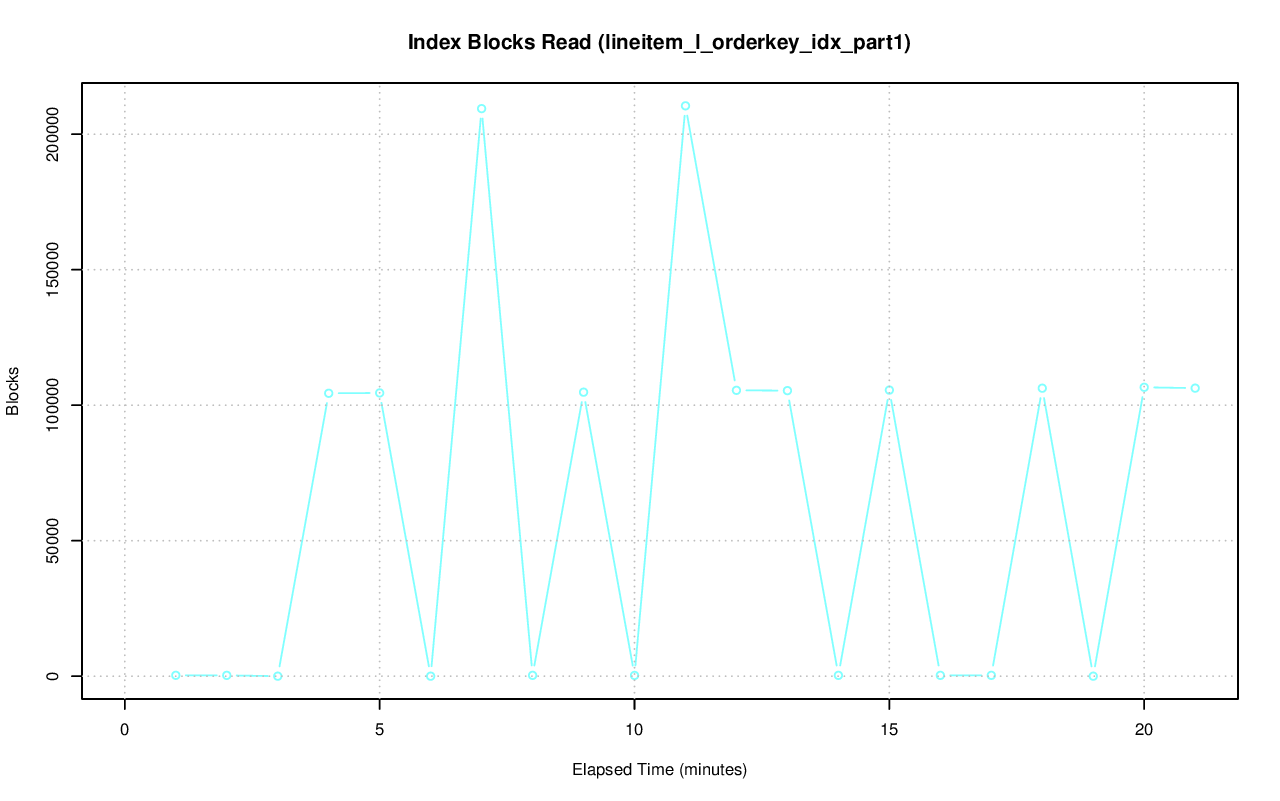 Index Blocks Read (lineitem_l_orderkey_idx_part1)
Blocks
200000
150000
100000
50000
0
0 5 10 15 20
Elapsed Time (minutes)